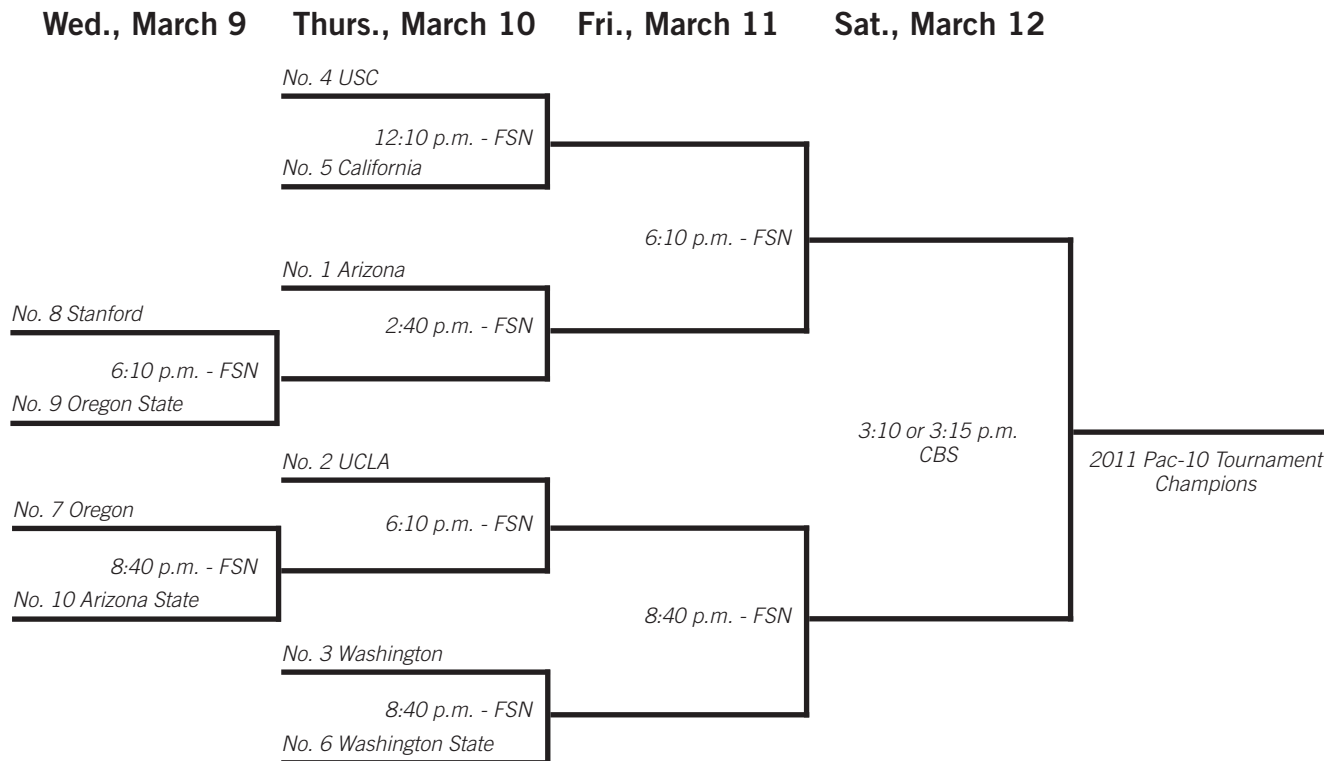 Wed., March 9
Thurs., March 10
Fri., March 11
Sat., March 12
No. 4 USC
12:10 p.m. - FSN
No. 5 California
6:10 p.m. - FSN
No. 1 Arizona
No. 8 Stanford
2:40 p.m. - FSN
6:10 p.m. - FSN
No. 9 Oregon State
3:10 or 3:15 p.m.
CBS
2011 Pac-10 Tournament
Champions
No. 2 UCLA
No. 7 Oregon
6:10 p.m. - FSN
8:40 p.m. - FSN
No. 10 Arizona State
8:40 p.m. - FSN
No. 3 Washington
8:40 p.m. - FSN
No. 6 Washington State